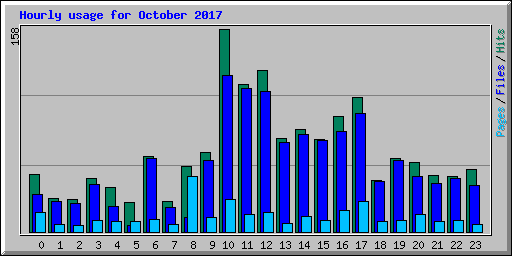 Hourly usage for October 2017
158
Pages/Files/Hits
0 1 2 3 4 5 6 7 8 9 10 11 12 13 14 15 16 17 18 19 20 21 22 23